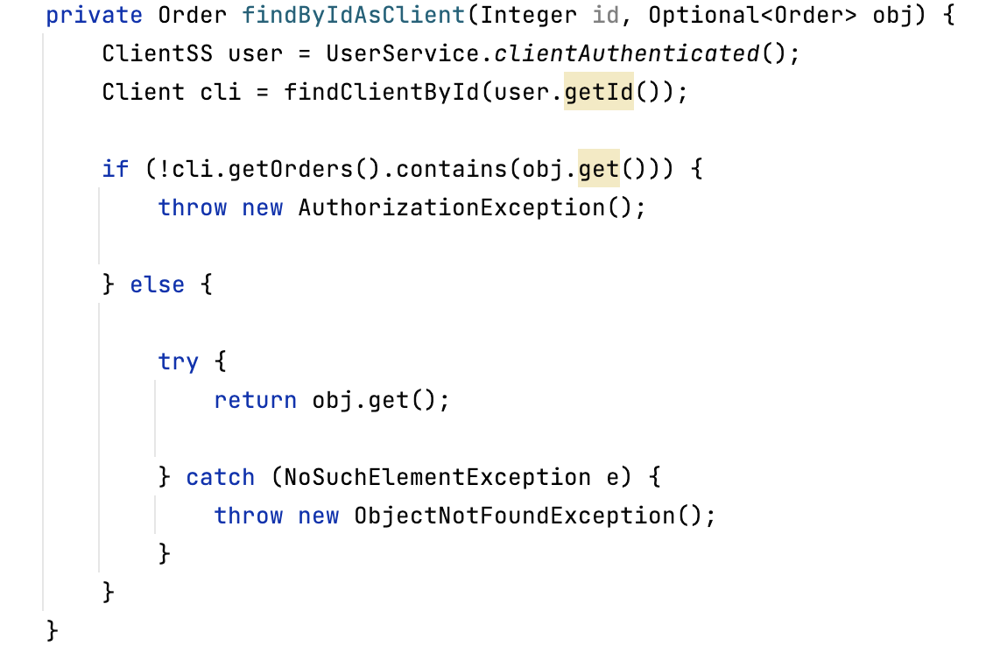 private Order findByIdAsClient(Integer id, Optional<Order> obj) {
    ClientSS user = UserService.clientAuthenticated();
    Client cli = findClientById(user.getId());

    if (!cli.getOrders().contains(obj.get())) {
        throw new AuthorizationException();

    } else {

        try {
            return obj.get();

        } catch (NoSuchElementException e) {
            throw new ObjectNotFoundException();
        }
    }
}